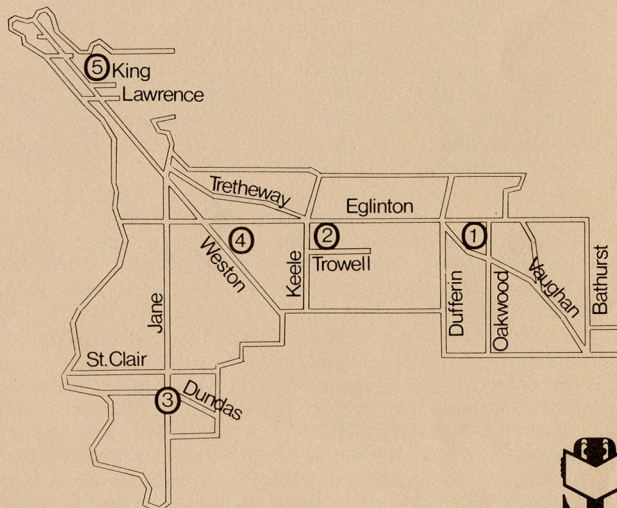 ⑤ King
Lawrence
Tretheway
Eglinton
④
②
①
Weston
Keele
Trowell
Dufferin
Oakwood
Vaughan
Bathurst
Jane
St.Clair
③
Dundas